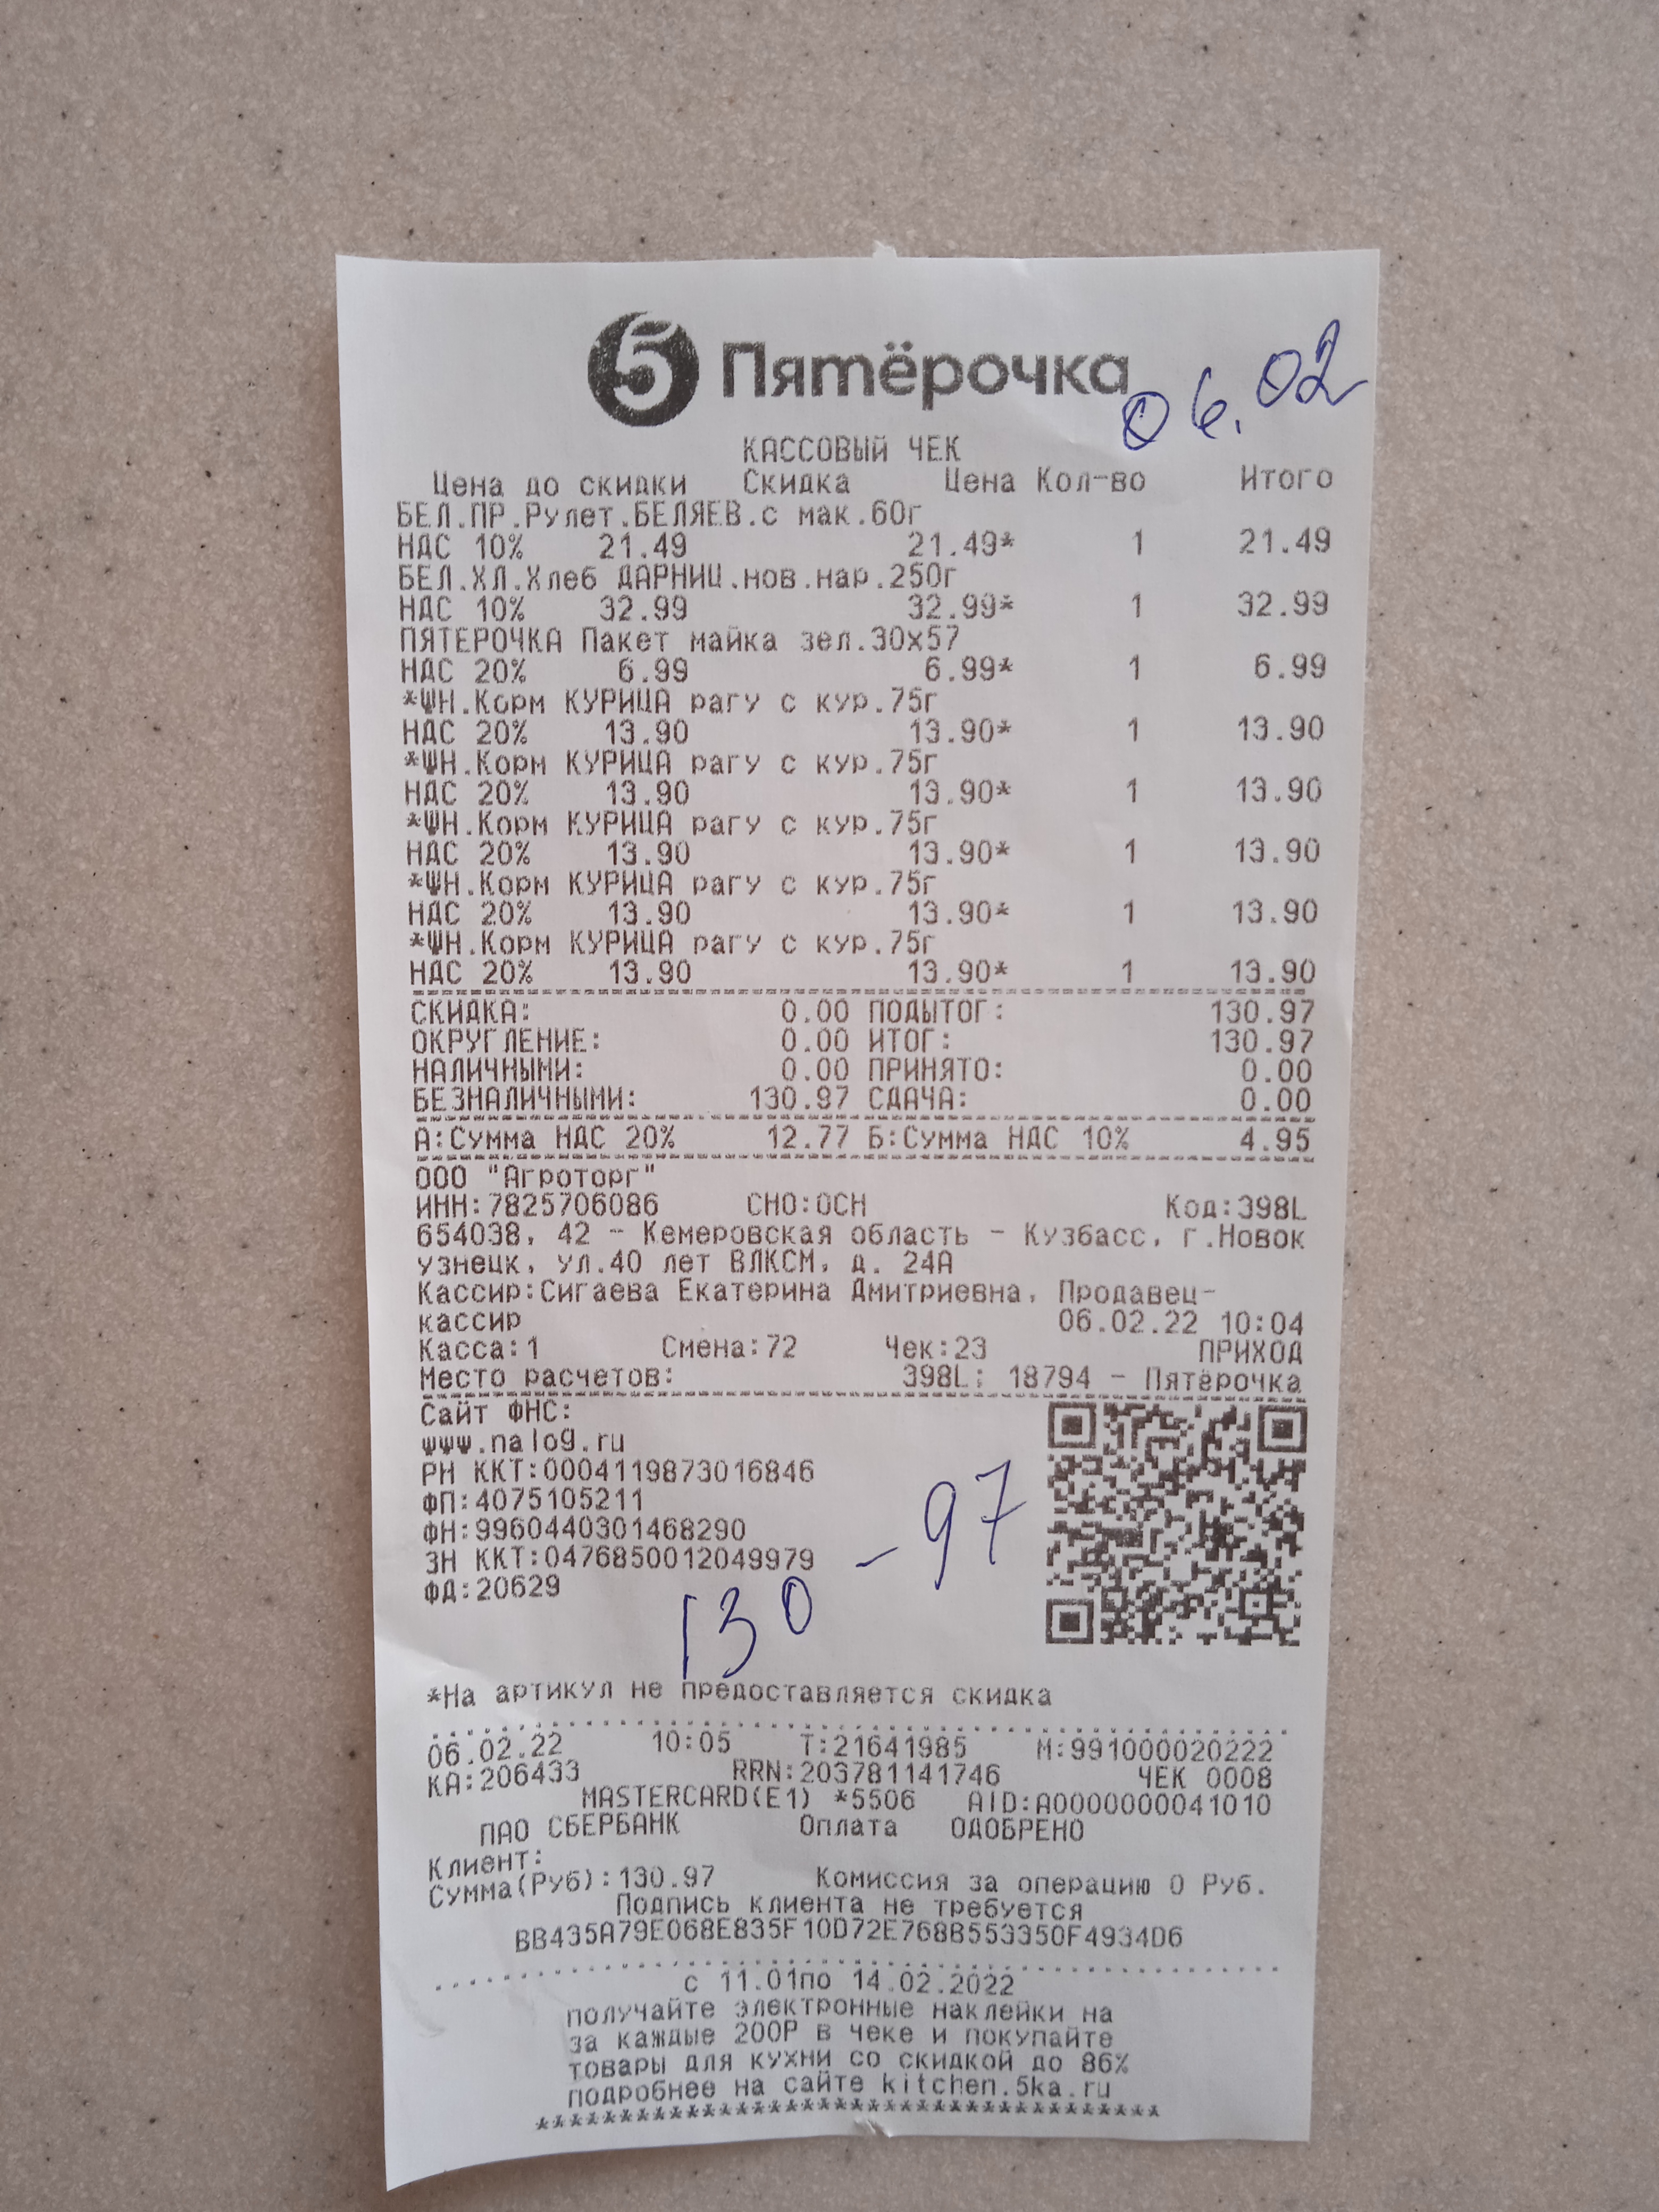 5 Пятёрочка
06.02
КАССОВЫЙ ЧЕК
Цена до скидки Скидка Цена Кол-во Итого
БЕЛ.ПР.Рулет.БЕЛЯЕВ.с мак.60г
НДС 10% 21.49 21.49* 1 21.49
БЕЛ.ХЛ.Хлеб ДАРНИЦ.нов.нар.250г
НДС 10% 32.99 32.99* 1 32.99
ПЯТЕРОЧКА Пакет майка зел.30х57
НДС 20% 6.99 6.99* 1 6.99
*WH.Корм КУРИЦА рагу с кур.75г
НДС 20% 13.90 13.90* 1 13.90
*WH.Корм КУРИЦА рагу с кур.75г
НДС 20% 13.90 13.90* 1 13.90
*WH.Корм КУРИЦА рагу с кур.75г
НДС 20% 13.90 13.90* 1 13.90
*WH.Корм КУРИЦА рагу с кур.75г
НДС 20% 13.90 13.90* 1 13.90
*WH.Корм КУРИЦА рагу с кур.75г
НДС 20% 13.90 13.90* 1 13.90
СКИДКА: 0.00 ПОДЫТОГ: 130.97
ОКРУГЛЕНИЕ: 0.00 ИТОГ: 130.97
НАЛИЧНЫМИ: 0.00 ПРИНЯТО: 0.00
БЕЗНАЛИЧНЫМИ: 130.97 СДАЧА: 0.00
А:Сумма НДС 20% 12.77 Б:Сумма НДС 10% 4.95
ООО "Агроторг"
ИНН:7825706086 СНО:ОСН Код:398L
654038, 42 - Кемеровская область - Кузбасс, г.Новок
узнецк, ул.40 лет ВЛКСМ, д. 24А
Кассир:Сигаева Екатерина Дмитриевна, Продавец-
кассир 06.02.22 10:04
Касса:1 Смена:72 Чек:23 ПРИХОД
Место расчетов: 398L; 18794 - Пятёрочка
Сайт ФНС:
www.nalog.ru
РН ККТ:0004119873016846
ФП:4075105211
ФН:9960440301468290
ЗН ККТ:0476850012049979
ФД:20629
130 - 97
*На артикул не предоставляется скидка
06.02.22 10:05 Т:21641985 М:991000020222
КА:206433 RRN:203781141746 ЧЕК 0008
MASTERCARD(E1) *5506 AID:A0000000041010
ПАО СБЕРБАНК Оплата ОДОБРЕНО
Клиент:
Сумма(Руб):130.97 Комиссия за операцию 0 Руб.
Подпись клиента не требуется
BB435A79E068E835F10D72E768B553350F4934D6
с 11.01по 14.02.2022
получайте электронные наклейки на
за каждые 200Р в чеке и покупайте
товары для кухни со скидкой до 86%
подробнее на сайте kitchen.5ka.ru
***********************************